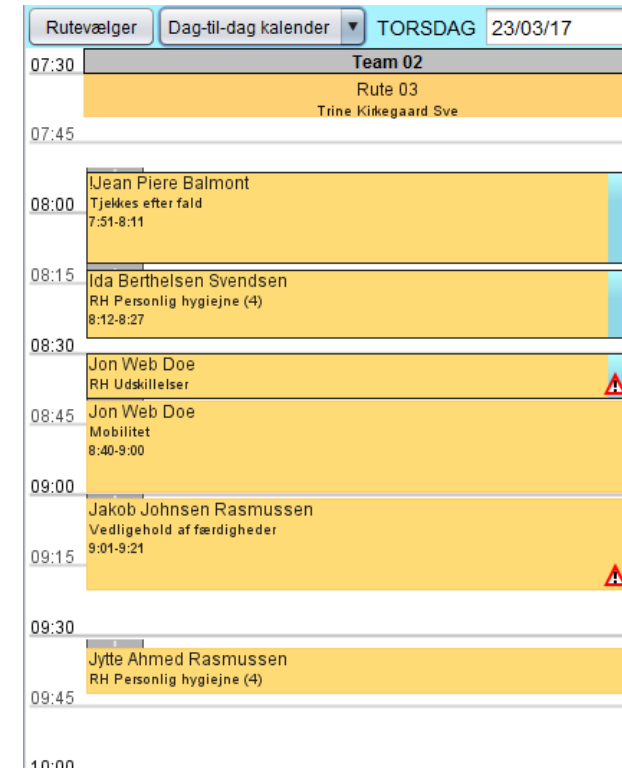 Rutevælger Dag-til-dag kalender TORSDAG 23/03/17
07:30 Team 02
Rute 03
Trine Kirkegaard Sve
07:45
!Jean Piere Balmont
08:00 Tjekkes efter fald
7:51-8:11
08:15 Ida Berthelsen Svendsen
RH Personlig hygiejne (4)
8:12-8:27
08:30
Jon Web Doe
RH Udskillelser
08:45 Jon Web Doe
Mobilitet
8:40-9:00
09:00
Jakob Johnsen Rasmussen
Vedligehold af færdigheder
09:15 9:01-9:21
09:30
Jytte Ahmed Rasmussen
RH Personlig hygiejne (4)
09:45
10:00